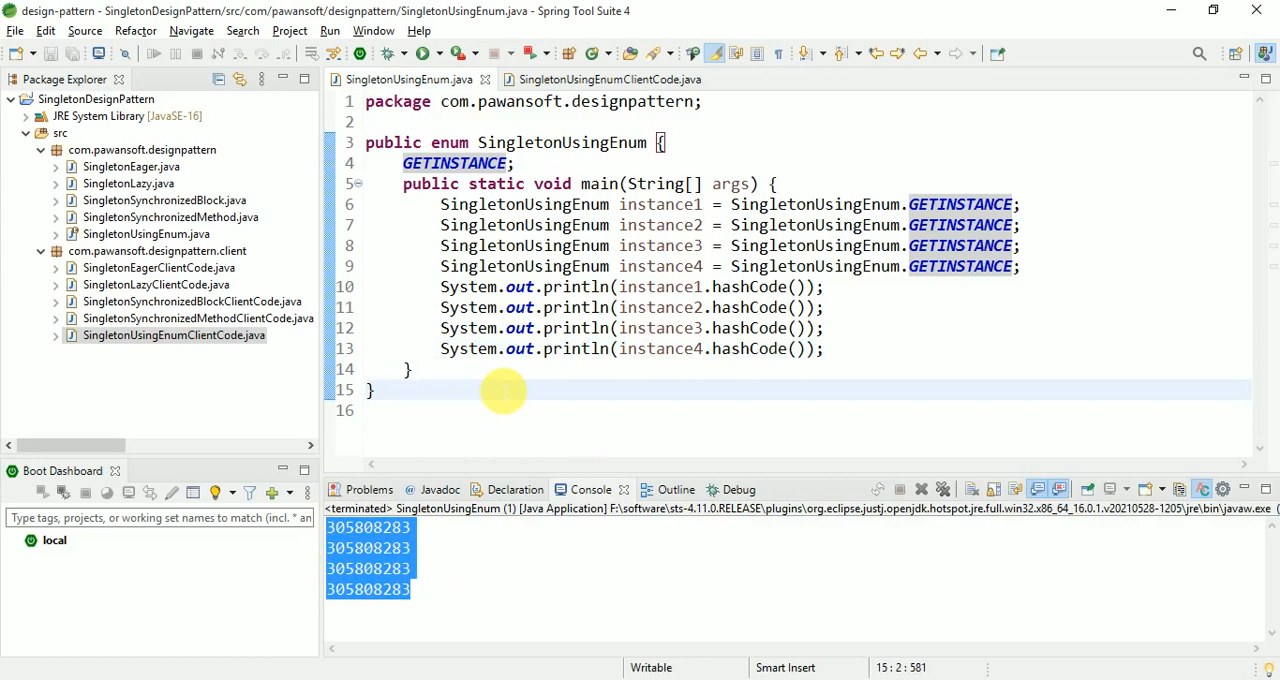 design-pattern - SingletonDesignPattern/src/com/pawansoft/designpattern/SingletonUsingEnum.java - Spring Tool Suite 4
File Edit Source Refactor Navigate Search Project Run Window Help
Package Explorer
SingletonDesignPattern
JRE System Library [JavaSE-16]
src
com.pawansoft.designpattern
SingletonEager.java
SingletonLazy.java
SingletonSynchronizedBlock.java
SingletonSynchronizedMethod.java
SingletonUsingEnum.java
com.pawansoft.designpattern.client
SingletonEagerClientCode.java
SingletonLazyClientCode.java
SingletonSynchronizedBlockClientCode.java
SingletonSynchronizedMethodClientCode.java
SingletonUsingEnumClientCode.java
Boot Dashboard
Type tags, projects, or working set names to match (incl. * an
local
SingletonUsingEnum.java SingletonUsingEnumClientCode.java
1 package com.pawansoft.designpattern;
2
3 public enum SingletonUsingEnum {
4 GETINSTANCE;
5 public static void main(String[] args) {
6 SingletonUsingEnum instance1 = SingletonUsingEnum.GETINSTANCE;
7 SingletonUsingEnum instance2 = SingletonUsingEnum.GETINSTANCE;
8 SingletonUsingEnum instance3 = SingletonUsingEnum.GETINSTANCE;
9 SingletonUsingEnum instance4 = SingletonUsingEnum.GETINSTANCE;
10 System.out.println(instance1.hashCode());
11 System.out.println(instance2.hashCode());
12 System.out.println(instance3.hashCode());
13 System.out.println(instance4.hashCode());
14 }
15 }
16
Problems Javadoc Declaration Console Outline Debug
<terminated> SingletonUsingEnum (1) [Java Application] F:\software\sts-4.11.0.RELEASE\plugins\org.eclipse.justj.openjdk.hotspot.jre.full.win32.x86_64_16.0.1.v20210528-1205\jre\bin\javaw.exe (
305808283
305808283
305808283
305808283
Writable Smart Insert 15 : 2 : 581